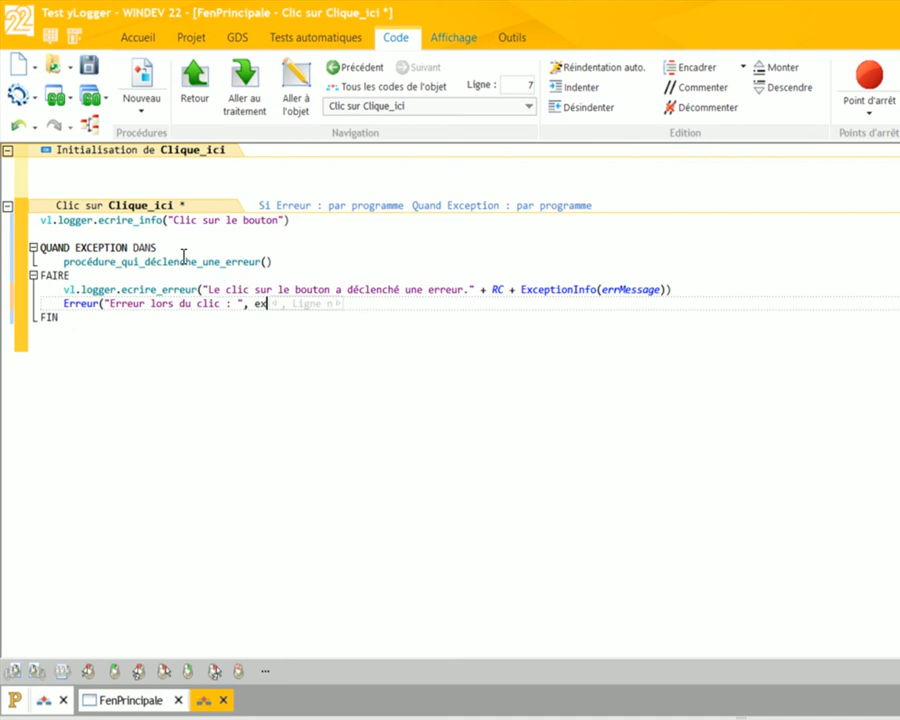 22 Test yLogger - WINDEV 22 - [FenPrincipale - Clic sur Clique_ici *]
Accueil Projet GDS Tests automatiques Code Affichage Outils
Nouveau Retour Aller au traitement Aller à l'objet
Précédent Suivant Ligne : 7
Tous les codes de l'objet
Clic sur Clique_ici
Réindentation auto. Encadrer Monter
Indenter Commenter Descendre
Désindenter Décommenter
Point d'arrêt
Procédures Navigation Edition Points d'arrêt
Initialisation de Clique_ici
Clic sur Clique_ici * Si Erreur : par programme Quand Exception : par programme
vl.logger.ecrire_info("Clic sur le bouton")
QUAND EXCEPTION DANS
procédure_qui_déclenche_une_erreur()
FAIRE
vl.logger.ecrire_erreur("Le clic sur le bouton a déclenché une erreur." + RC + ExceptionInfo(errMessage))
Erreur("Erreur lors du clic : ", ex , Ligne n
FIN
P FenPrincipale